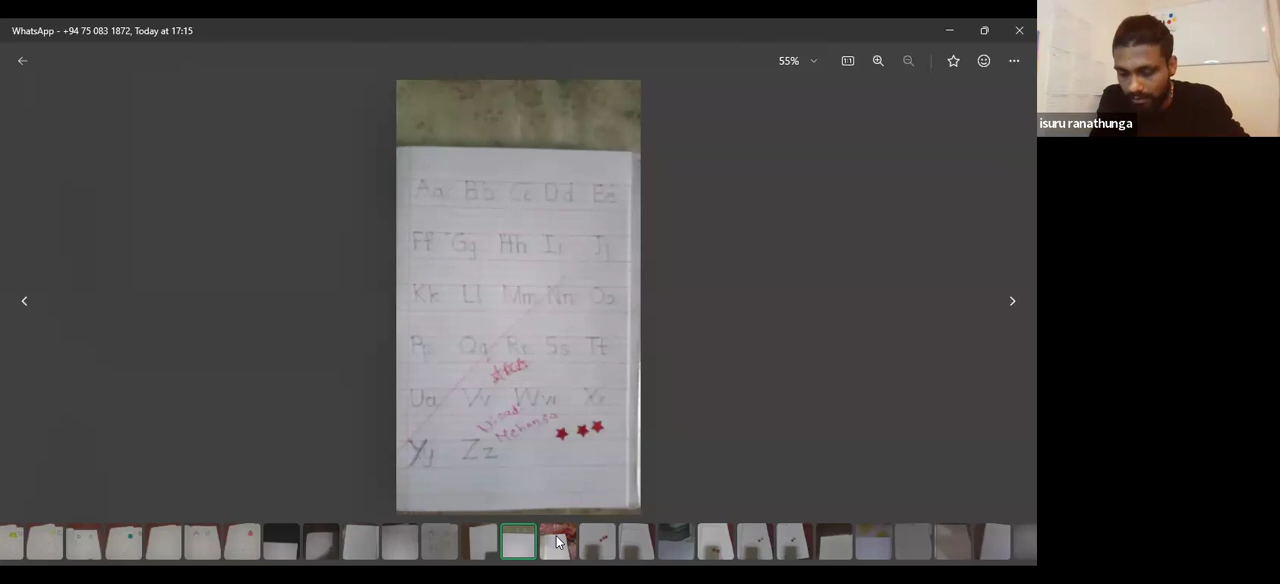 WhatsApp - +94 75 083 1872, Today at 17:15
55%
isuru ranathunga
Aa Bb Cc Dd Ee
Ff Gg Hh Ii Jj
Kk Ll Mm Nn Oo
Pp Qq Rr Ss Tt
Uu Vv Ww Xx
Yy Zz